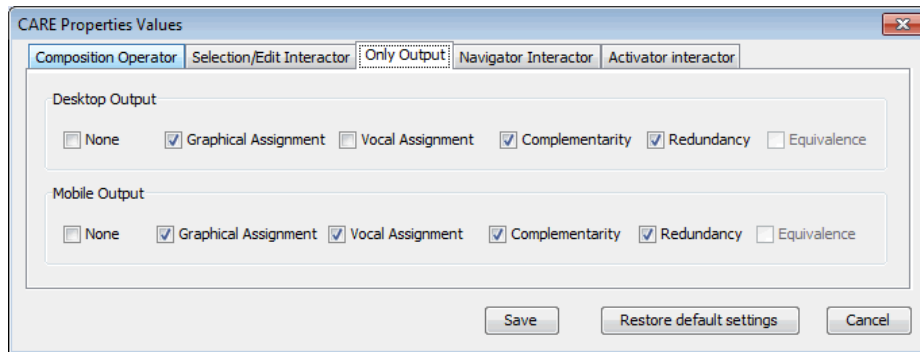 CARE Properties Values
Composition Operator Selection/Edit Interactor Only Output Navigator Interactor Activator interactor
Desktop Output
None Graphical Assignment Vocal Assignment Complementarity Redundancy Equivalence
Mobile Output
None Graphical Assignment Vocal Assignment Complementarity Redundancy Equivalence
Save Restore default settings Cancel